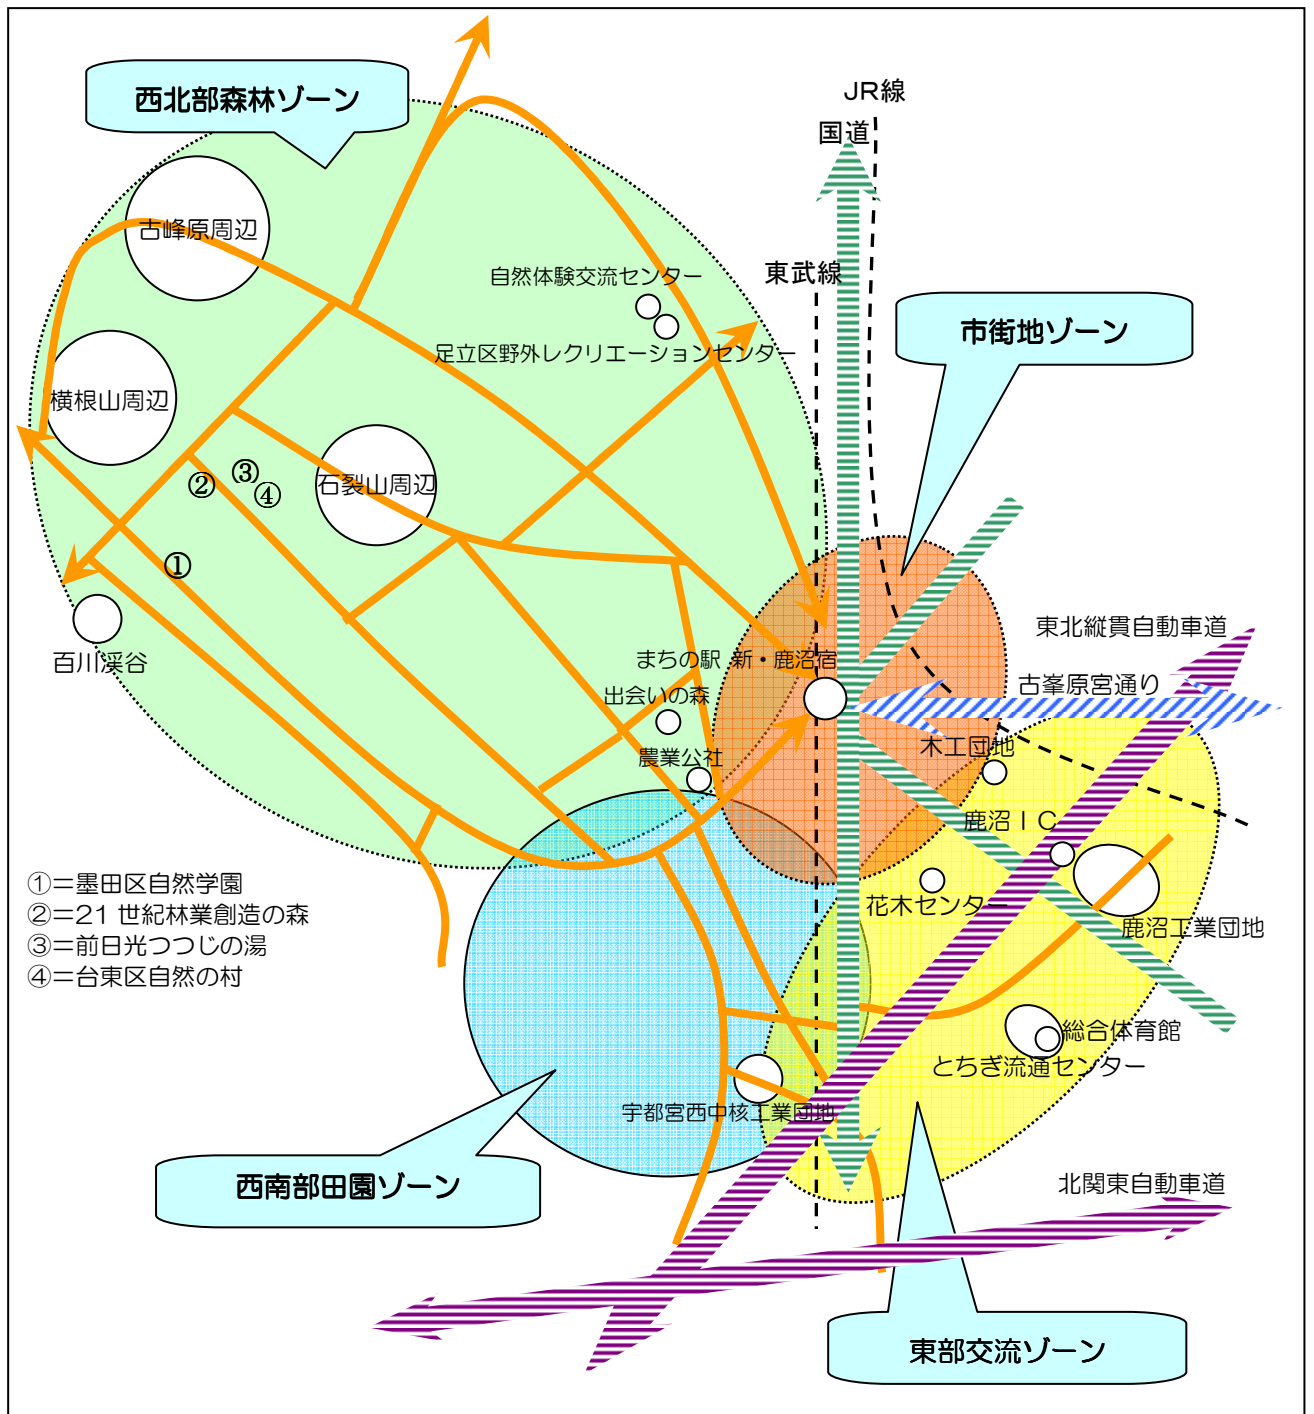 西北部森林ゾーン
JR線
国道
古峰原周辺
東武線
自然体験交流センター
市街地ゾーン
足立区野外レクリエーションセンター
横根山周辺
③
② 
④
石裂山周辺
①
東北縦貫自動車道
百川渓谷
まちの駅 新・鹿沼宿
古峯原宮通り
出会いの森
木工団地
農業公社
鹿沼IC
①=墨田区自然学園
②=21世紀林業創造の森
③=前日光つつじの湯
④=台東区自然の村
花木センター
鹿沼工業団地
総合体育館
とちぎ流通センター
宇都宮西中核工業団地
西南部田園ゾーン
北関東自動車道
東部交流ゾーン